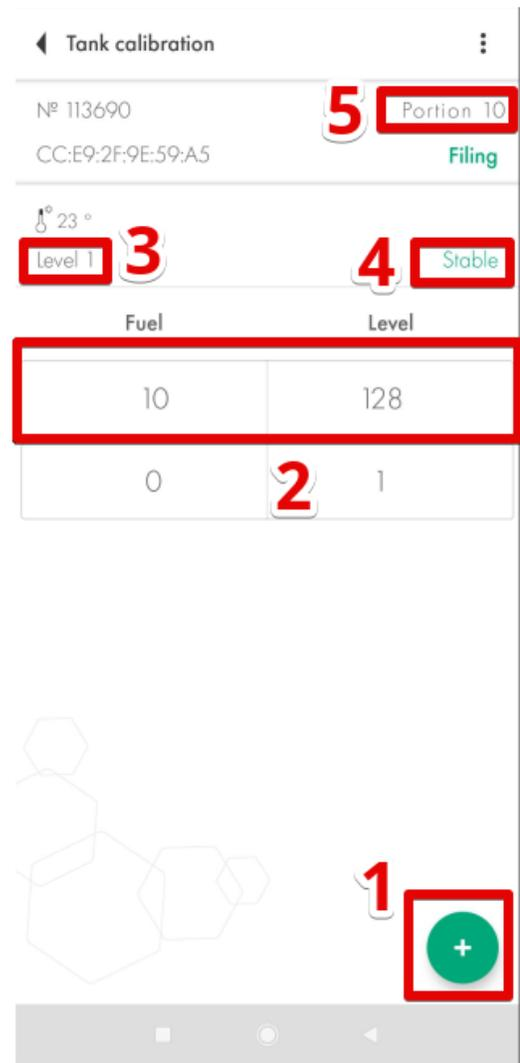 Tank calibration
№ 113690
5
Portion 10
CC:E9:2F:9E:59:A5
Filing
23 °
Level 1
3
4
Stable
Fuel
Level
10
128
0
2
1
1
+